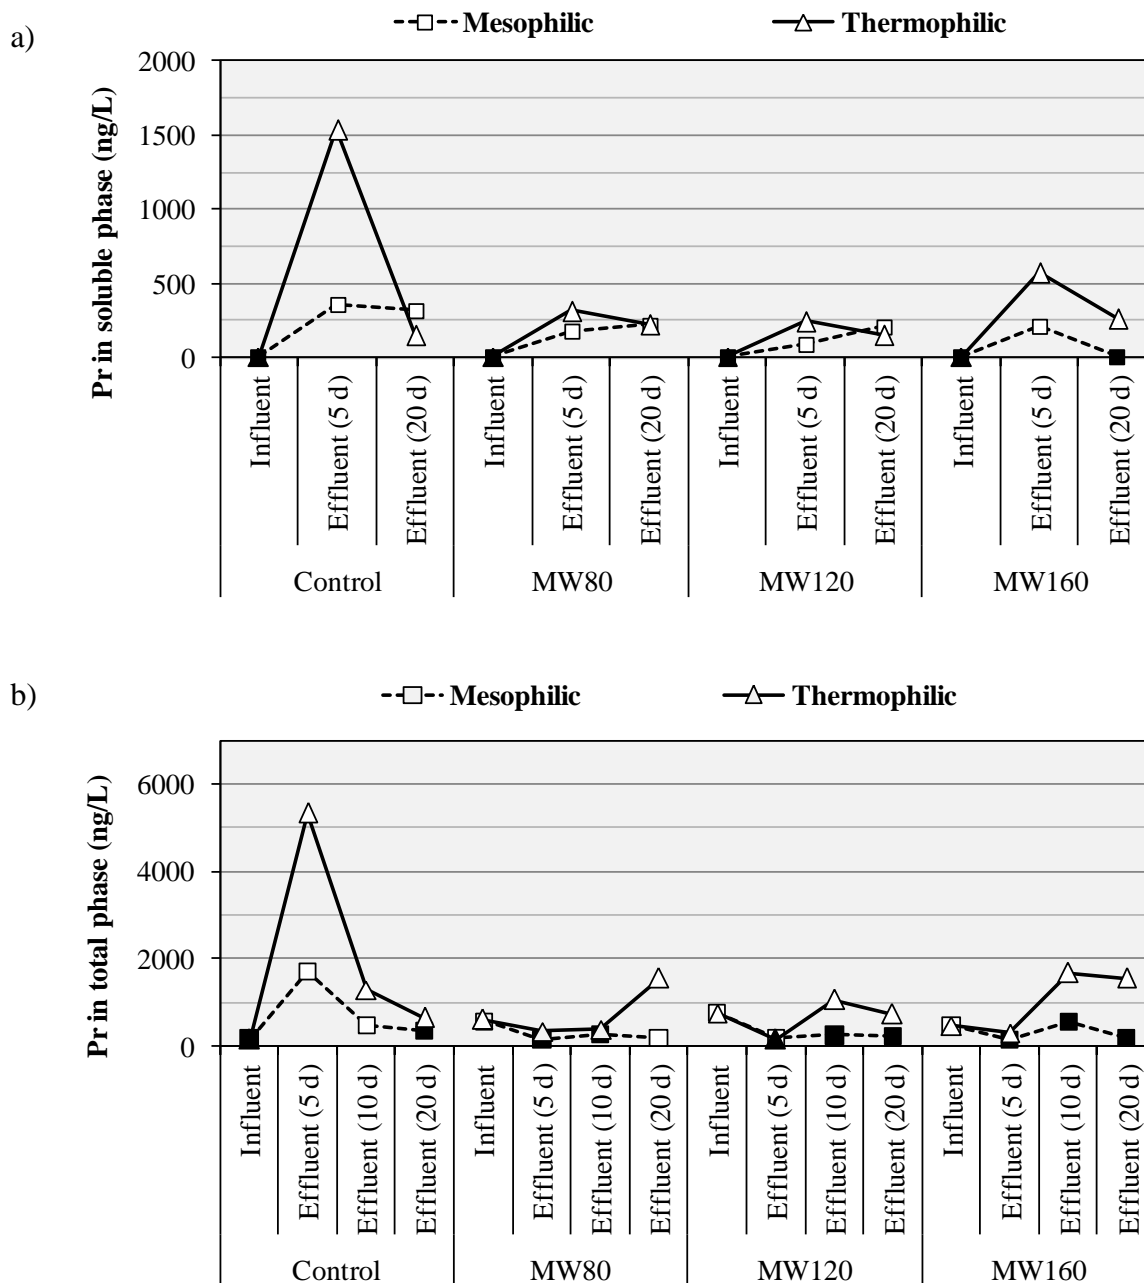 a)
Mesophilic Thermophilic
Pr in soluble phase (ng/L)
2000
1500
1000
500
0
Influent Effluent (5 d) Effluent (20 d) Influent Effluent (5 d) Effluent (20 d) Influent Effluent (5 d) Effluent (20 d) Influent Effluent (5 d) Effluent (20 d)
Control MW80 MW120 MW160
b)
Mesophilic Thermophilic
Pr in total phase (ng/L)
6000
4000
2000
0
Influent Effluent (5 d) Effluent (10 d) Effluent (20 d) Influent Effluent (5 d) Effluent (10 d) Effluent (20 d) Influent Effluent (5 d) Effluent (10 d) Effluent (20 d) Influent Effluent (5 d) Effluent (10 d) Effluent (20 d)
Control MW80 MW120 MW160